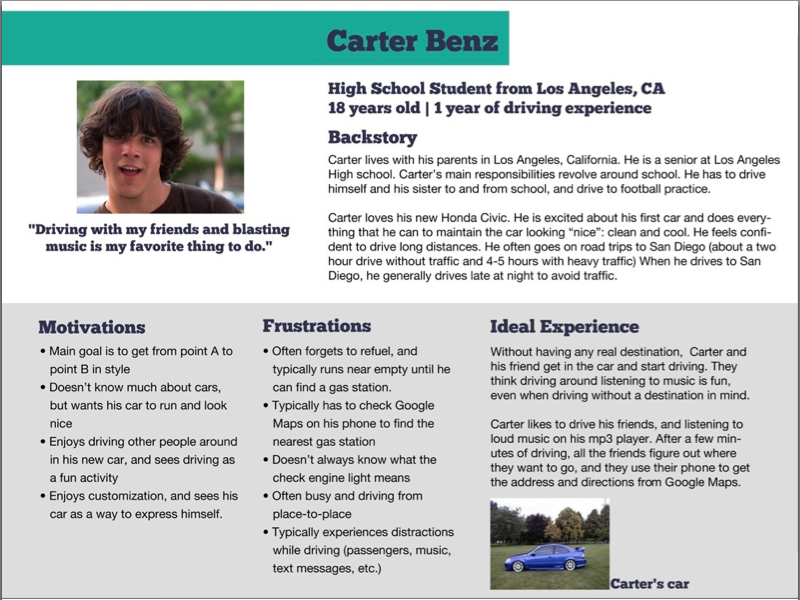 Carter Benz
"Driving with my friends and blasting
music is my favorite thing to do."
High School Student from Los Angeles, CA
18 years old | 1 year of driving experience
Backstory
Carter lives with his parents in Los Angeles, California. He is a senior at Los Angeles
High school. Carter's main responsibilities revolve around school. He has to drive
himself and his sister to and from school, and drive to football practice.
Carter loves his new Honda Civic. He is excited about his first car and does every-
thing that he can to maintain the car looking “nice”: clean and cool. He feels confi-
dent to drive long distances. He often goes on road trips to San Diego (about a two
hour drive without traffic and 4-5 hours with heavy traffic) When he drives to San
Diego, he generally drives late at night to avoid traffic.
Motivations
• Main goal is to get from point A to
point B in style
• Doesn't know much about cars,
but wants his car to run and look
nice
• Enjoys driving other people around
in his new car, and sees driving as
a fun activity
• Enjoys customization, and sees his
car as a way to express himself.
Frustrations
• Often forgets to refuel, and
typically runs near empty until he
can find a gas station.
• Typically has to check Google
Maps on his phone to find the
nearest gas station
• Doesn't always know what the
check engine light means
• Often busy and driving from
place-to-place
• Typically experiences distractions
while driving (passengers, music,
text messages, etc.)
Ideal Experience
Without having any real destination, Carter and
his friend get in the car and start driving. They
think driving around listening to music is fun,
even when driving without a destination in mind.
Carter likes to drive his friends, and listening to
loud music on his mp3 player. After a few min-
utes of driving, all the friends figure out where
they want to go, and they use their phone to get
the address and directions from Google Maps.
Carter's car